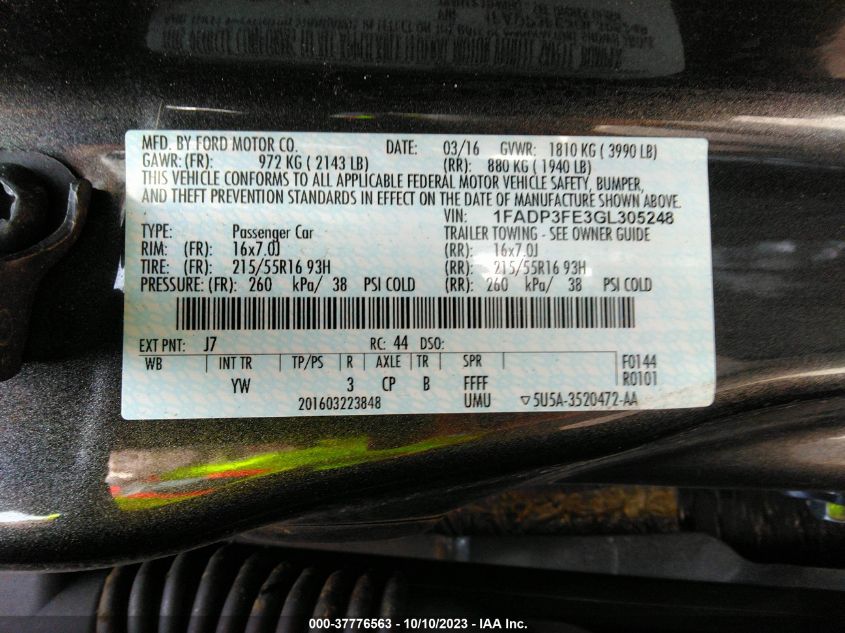 MFD. BY FORD MOTOR CO. DATE: 03/16 GVWR: 1810 KG ( 3990 LB)
GAWR: (FR): 972 KG ( 2143 LB) (RR): 880 KG ( 1940 LB)
THIS VEHICLE CONFORMS TO ALL APPLICABLE FEDERAL MOTOR VEHICLE SAFETY, BUMPER,
AND THEFT PREVENTION STANDARDS IN EFFECT ON THE DATE OF MANUFACTURE SHOWN ABOVE.
VIN: 1FADP3FE3GL305248
TYPE: Passenger Car TRAILER TOWING - SEE OWNER GUIDE
RIM: (FR): 16x7.0J (RR): 16x7.0J
TIRE: (FR): 215/55R16 93H (RR): 215/55R16 93H
PRESSURE: (FR): 260 kPa/ 38 PSI COLD (RR): 260 kPa/ 38 PSI COLD
EXT PNT: J7 RC: 44 DSO:
WB INT TR TP/PS R AXLE TR SPR F0144
YW 3 CP B FFFF R0101
201603223848 UMU ▽5U5A-3520472-AA
000-37776563 - 10/10/2023 - IAA Inc.